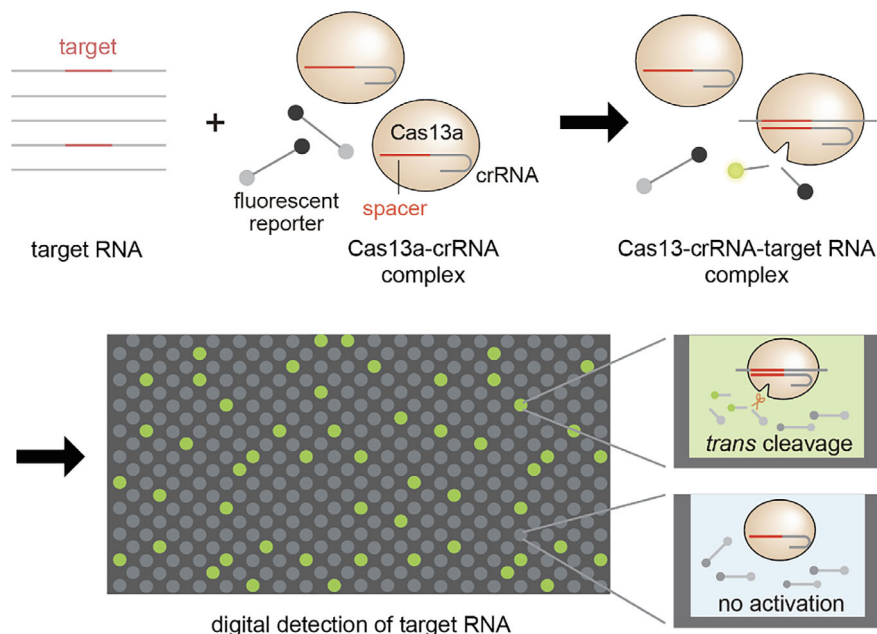 target
+
Cas13a
crRNA
fluorescent
reporter
spacer
target RNA
Cas13a-crRNA
complex
Cas13-crRNA-target RNA
complex
trans cleavage
no activation
digital detection of target RNA